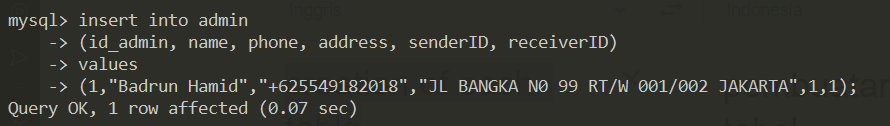 mysql> insert into admin
-> (id_admin, name, phone, address, senderID, receiverID)
-> values
-> (1,"Badrun Hamid","+625549182018","JL BANGKA N0 99 RT/W 001/002 JAKARTA",1,1);
Query OK, 1 row affected (0.07 sec)